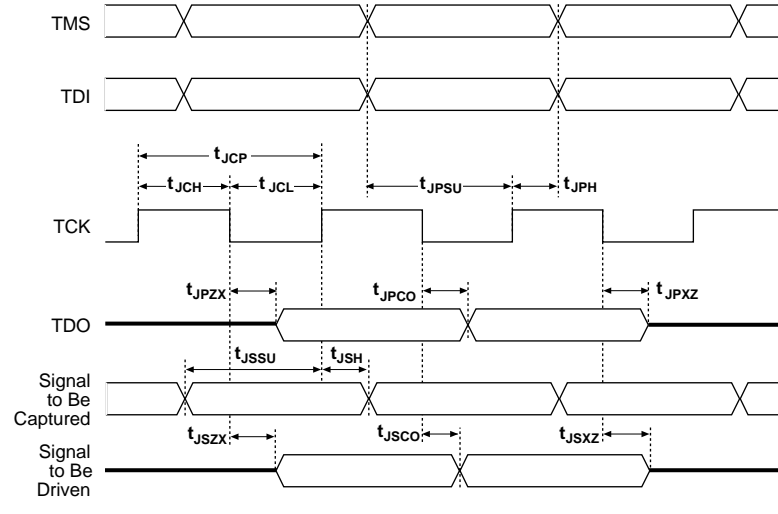 TMS
TDI
tJCP
tJCH
tJCL
tJPSU
tJPH
TCK
tJPZX
tJPCO
tJPXZ
TDO
tJSSU
tJSH
Signal
to Be
Captured
tJSZX
tJSCO
tJSXZ
Signal
to Be
Driven